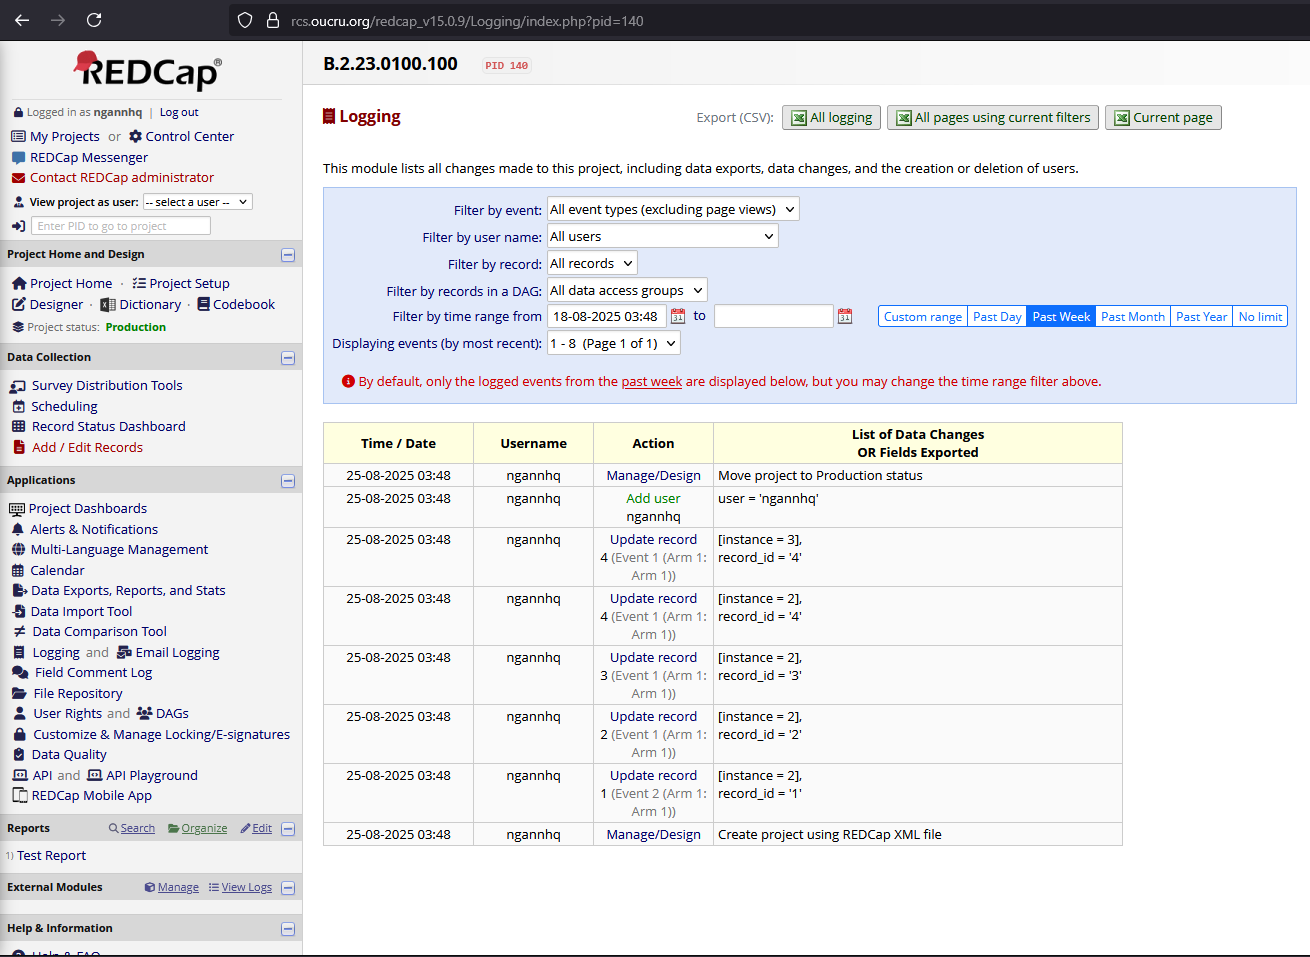 rcs.oucru.org/redcap_v15.0.9/Logging/index.php?pid=140
REDCap®
Logged in as ngannhq | Log out
My Projects or Control Center
REDCap Messenger
Contact REDCap administrator
View project as user: -- select a user --
Enter PID to go to project
Project Home and Design
Project Home · Project Setup
Designer · Dictionary · Codebook
Project status: Production
Data Collection
Survey Distribution Tools
Scheduling
Record Status Dashboard
Add / Edit Records
Applications
Project Dashboards
Alerts & Notifications
Multi-Language Management
Calendar
Data Exports, Reports, and Stats
Data Import Tool
Data Comparison Tool
Logging and Email Logging
Field Comment Log
File Repository
User Rights and DAGs
Customize & Manage Locking/E-signatures
Data Quality
API and API Playground
REDCap Mobile App
Reports Search Organize Edit
1) Test Report
External Modules Manage View Logs
Help & Information
Help & FAQ
B.2.23.0100.100 PID 140
Logging
Export (CSV): All logging All pages using current filters Current page
This module lists all changes made to this project, including data exports, data changes, and the creation or deletion of users.
Filter by event: All event types (excluding page views)
Filter by user name: All users
Filter by record: All records
Filter by records in a DAG: All data access groups
Filter by time range from 18-08-2025 03:48 to
Custom range Past Day Past Week Past Month Past Year No limit
Displaying events (by most recent): 1 - 8 (Page 1 of 1)
By default, only the logged events from the past week are displayed below, but you may change the time range filter above.
Time / Date Username Action List of Data Changes
OR Fields Exported
25-08-2025 03:48 ngannhq Manage/Design Move project to Production status
25-08-2025 03:48 ngannhq Add user user = 'ngannhq'
ngannhq
25-08-2025 03:48 ngannhq Update record [instance = 3],
4 (Event 1 (Arm 1: record_id = '4'
Arm 1))
25-08-2025 03:48 ngannhq Update record [instance = 2],
4 (Event 1 (Arm 1: record_id = '4'
Arm 1))
25-08-2025 03:48 ngannhq Update record [instance = 2],
3 (Event 1 (Arm 1: record_id = '3'
Arm 1))
25-08-2025 03:48 ngannhq Update record [instance = 2],
2 (Event 1 (Arm 1: record_id = '2'
Arm 1))
25-08-2025 03:48 ngannhq Update record [instance = 2],
1 (Event 2 (Arm 1: record_id = '1'
Arm 1))
25-08-2025 03:48 ngannhq Manage/Design Create project using REDCap XML file